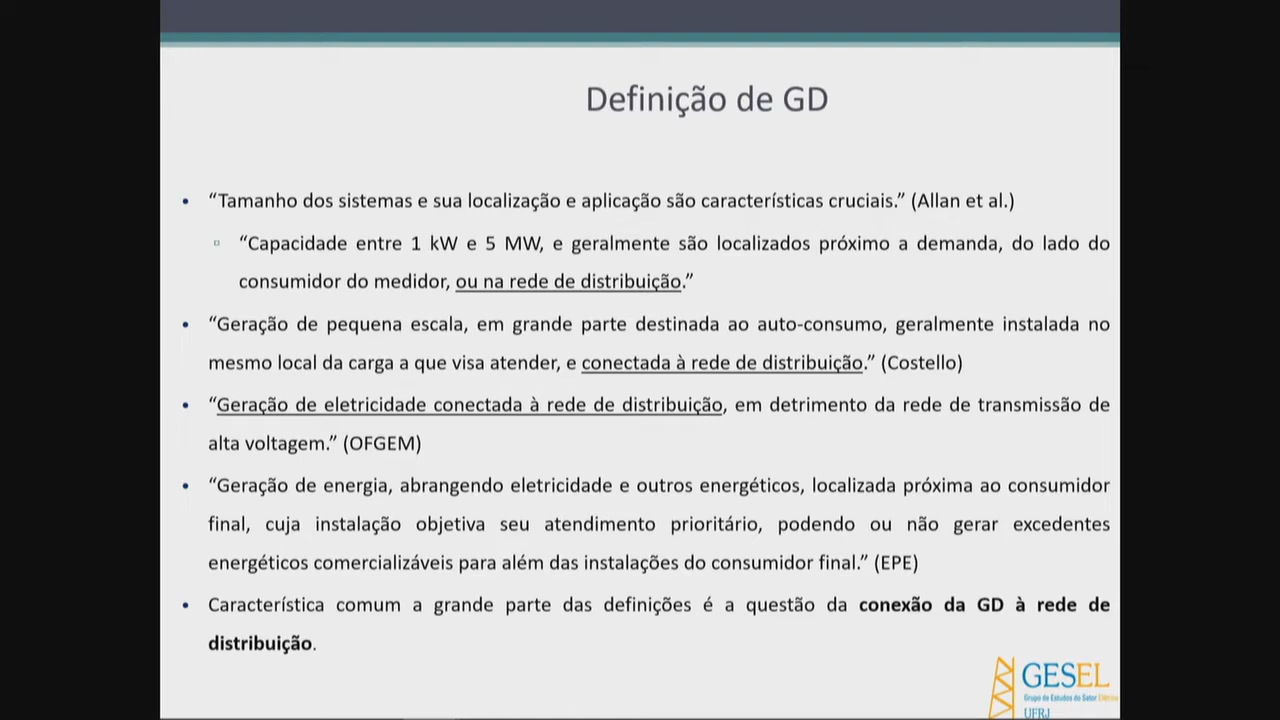 Definição de GD
• “Tamanho dos sistemas e sua localização e aplicação são características cruciais.” (Allan et al.)
“Capacidade entre 1 kW e 5 MW, e geralmente são localizados próximo a demanda, do lado do
consumidor do medidor, ou na rede de distribuição.”
• “Geração de pequena escala, em grande parte destinada ao auto-consumo, geralmente instalada no
mesmo local da carga a que visa atender, e conectada à rede de distribuição.” (Costello)
• “Geração de eletricidade conectada à rede de distribuição, em detrimento da rede de transmissão de
alta voltagem.” (OFGEM)
• “Geração de energia, abrangendo eletricidade e outros energéticos, localizada próxima ao consumidor
final, cuja instalação objetiva seu atendimento prioritário, podendo ou não gerar excedentes
energéticos comercializáveis para além das instalações do consumidor final.” (EPE)
• Característica comum a grande parte das definições é a questão da conexão da GD à rede de
distribuição.
GESEL
Grupo de Estudos do Setor Elétrico
UFRJ